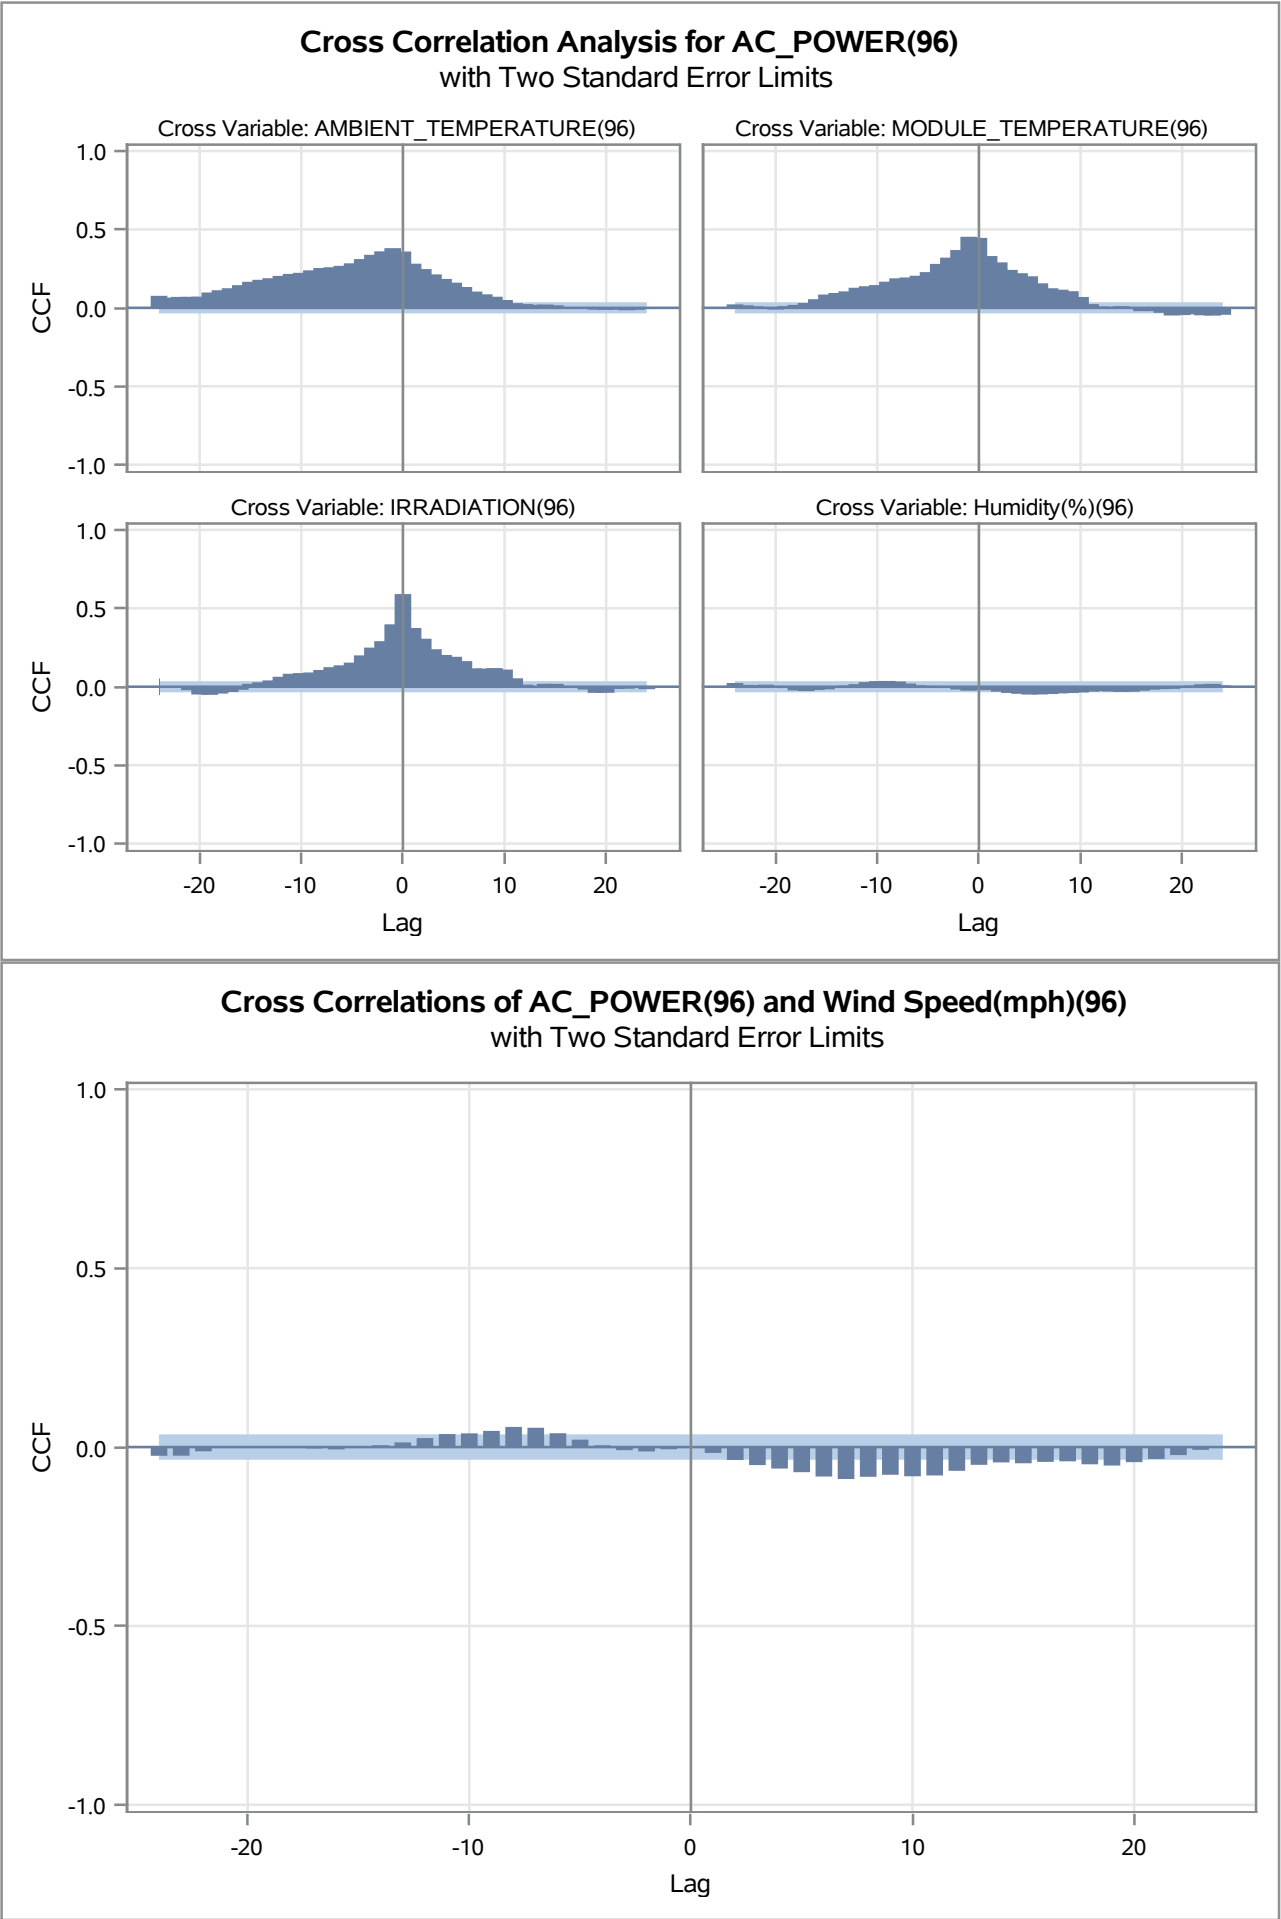 Cross Correlation Analysis for AC_POWER(96)
with Two Standard Error Limits
Cross Variable: AMBIENT_TEMPERATURE(96)
Cross Variable: MODULE_TEMPERATURE(96)
1.0
0.5
0.0
-0.5
-1.0
CCF
Cross Variable: IRRADIATION(96)
Cross Variable: Humidity(%)(96)
1.0
0.5
0.0
-0.5
-1.0
CCF
-20 -10 0 10 20
-20 -10 0 10 20
Lag
Lag
Cross Correlations of AC_POWER(96) and Wind Speed(mph)(96)
with Two Standard Error Limits
1.0
0.5
0.0
-0.5
-1.0
CCF
-20 -10 0 10 20
Lag